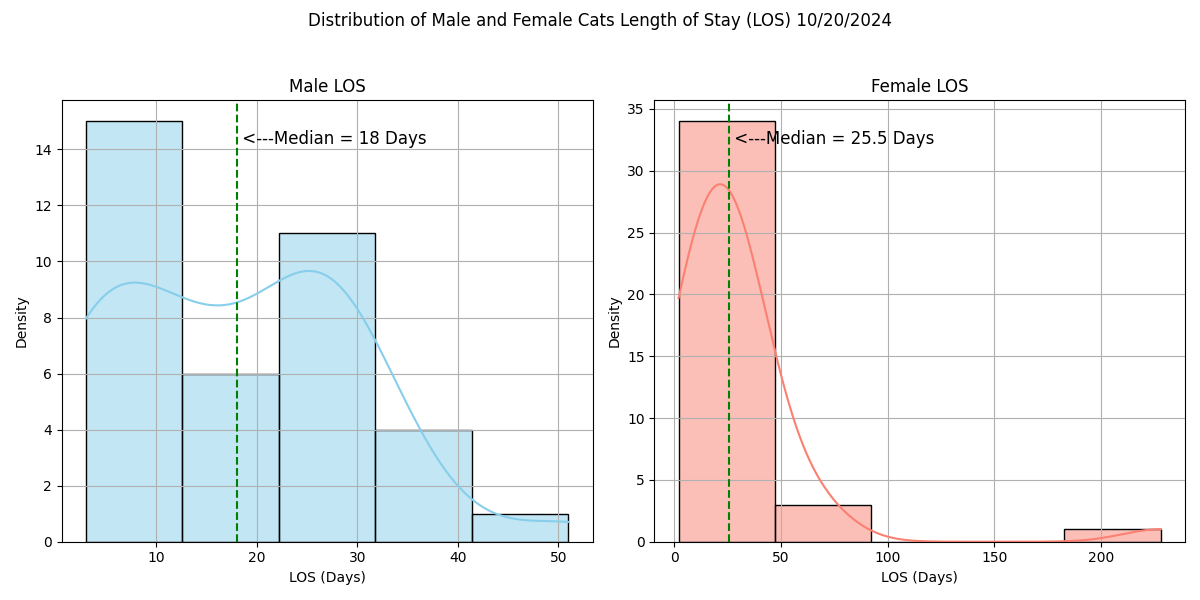 Distribution of Male and Female Cats Length of Stay (LOS) 10/20/2024
Male LOS
<---Median = 18 Days
Density
14
12
10
8
6
4
2
0
10 20 30 40 50
LOS (Days)
Female LOS
<---Median = 25.5 Days
Density
35
30
25
20
15
10
5
0
0 50 100 150 200
LOS (Days)